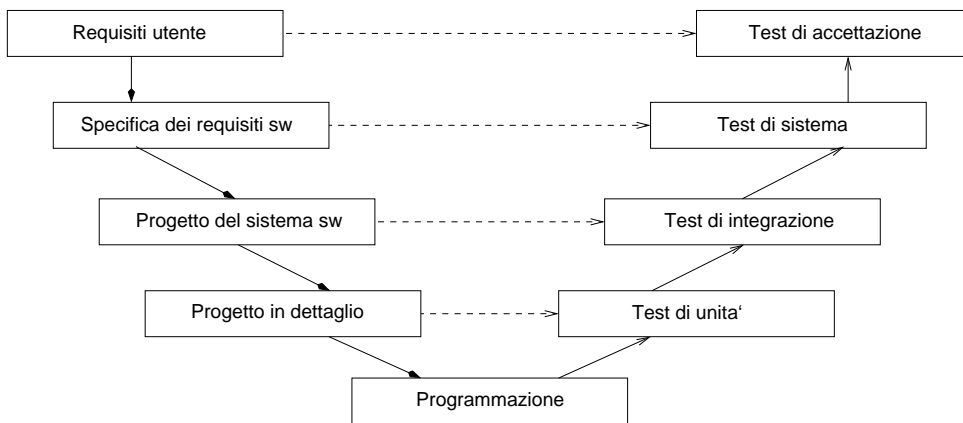 Requisiti utente
Test di accettazione
Specifica dei requisiti sw
Test di sistema
Progetto del sistema sw
Test di integrazione
Progetto in dettaglio
Test di unita‘
Programmazione